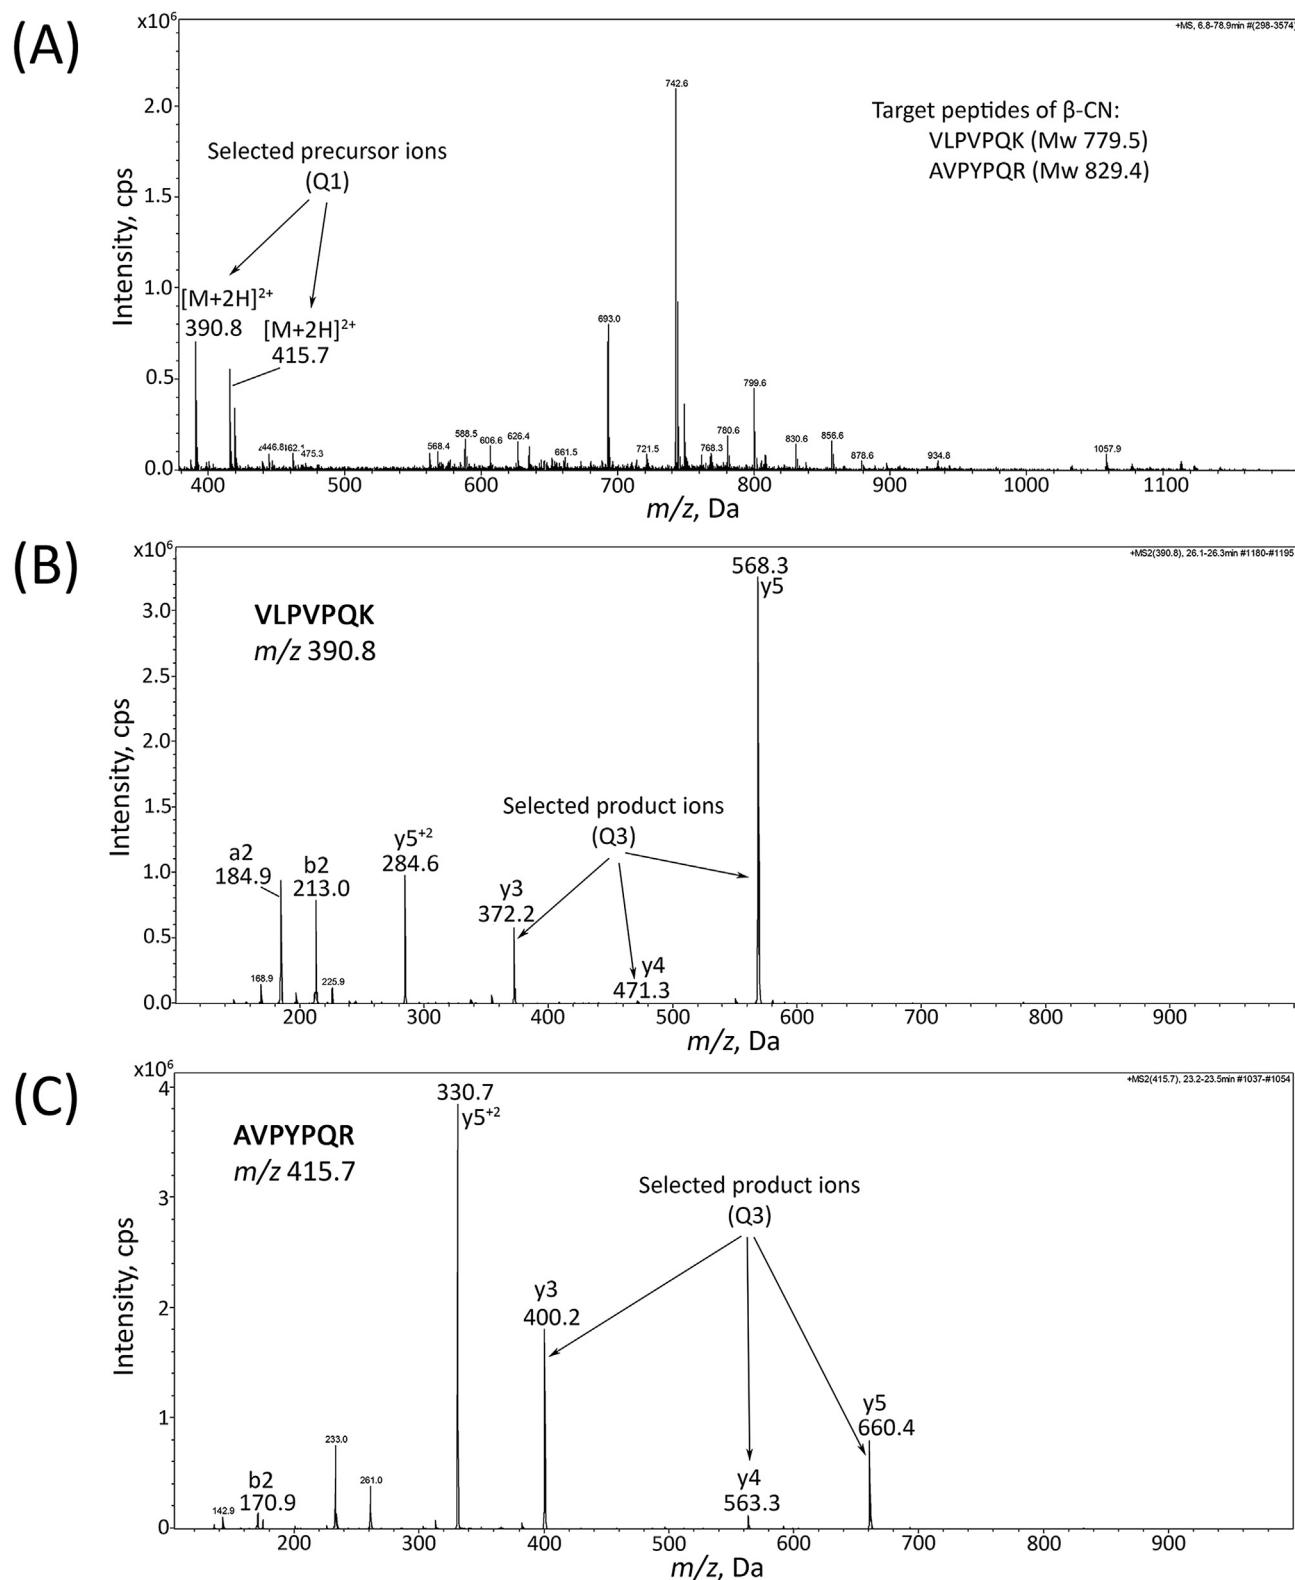 (A)
x10⁶
+MS, 6.8-78.9min #(298-3574)
742.6
2.0
Target peptides of β-CN:
VLPVPQK (Mw 779.5)
AVPYPQR (Mw 829.4)
Selected precursor ions
(Q1)
1.5
Intensity, cps
1.0
[M+2H]²⁺
390.8
[M+2H]²⁺
415.7
693.0
0.5
799.6
446.8
475.3
568.4
588.5
606.6
626.4
661.5
721.5
768.3
780.6
830.6
856.6
878.6
934.8
1057.9
0.0
400 500 600 700 800 900 1000 1100
m/z, Da
(B)
x10⁶
+MS2(390.8), 26.1-26.3min #1180-#1195
568.3
y5
VLPVPQK
m/z 390.8
3.0
2.5
2.0
Intensity, cps
1.5
Selected product ions
(Q3)
1.0
a2
184.9
b2
213.0
y5⁺²
284.6
y3
372.2
0.5
y4
471.3
168.9
225.9
0.0
200 300 400 500 600 700 800 900
m/z, Da
(C)
x10⁶
+MS2(415.7), 23.2-23.5min #1037-#1054
4
330.7
y5⁺²
AVPYPQR
m/z 415.7
Selected product ions
(Q3)
3
Intensity, cps
2
y3
400.2
1
y5
660.4
233.0
261.0
b2
170.9
142.9
y4
563.3
0
200 300 400 500 600 700 800 900
m/z, Da